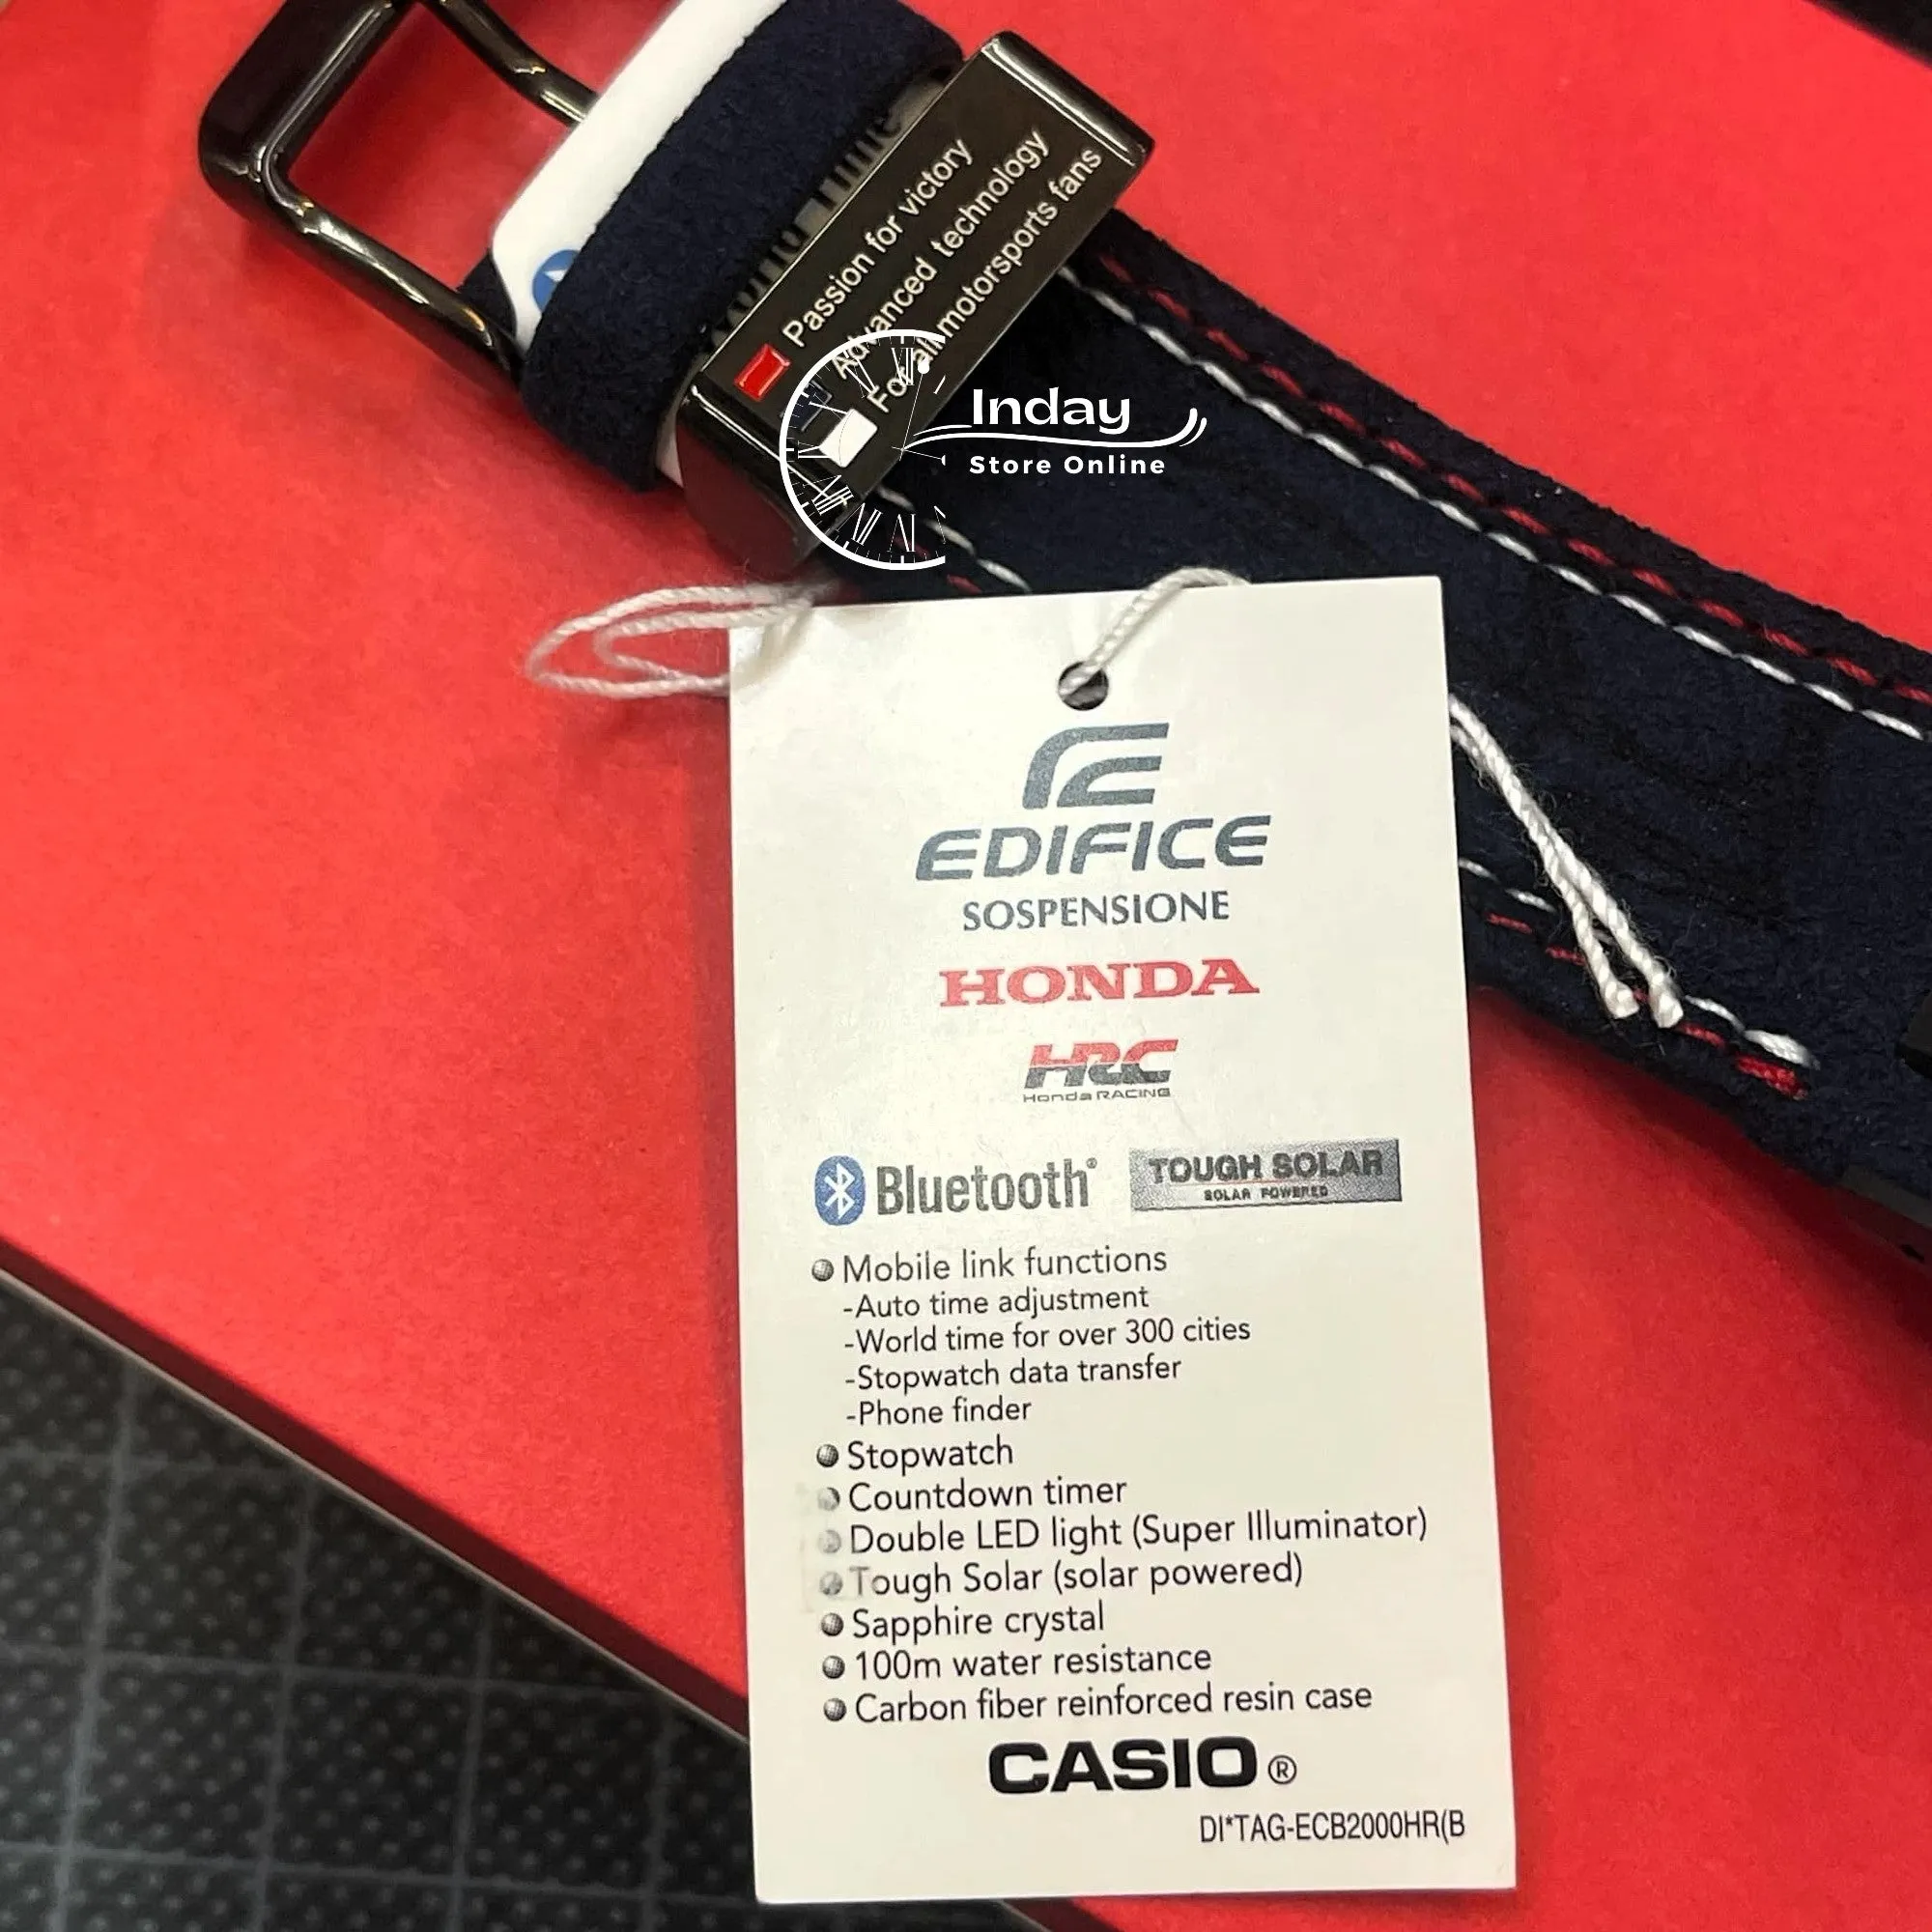 Passion for victory
Advanced technology
For all motorsports fans
Inday
Store Online
EDIFICE
SOSPENSIONE
HONDA
HRC
Honda RACING
Bluetooth®
TOUGH SOLAR
SOLAR POWERED
Mobile link functions
-Auto time adjustment
-World time for over 300 cities
-Stopwatch data transfer
-Phone finder
Stopwatch
Countdown timer
Double LED light (Super Illuminator)
Tough Solar (solar powered)
Sapphire crystal
100m water resistance
Carbon fiber reinforced resin case
CASIO®
DI*TAG-ECB2000HR(B